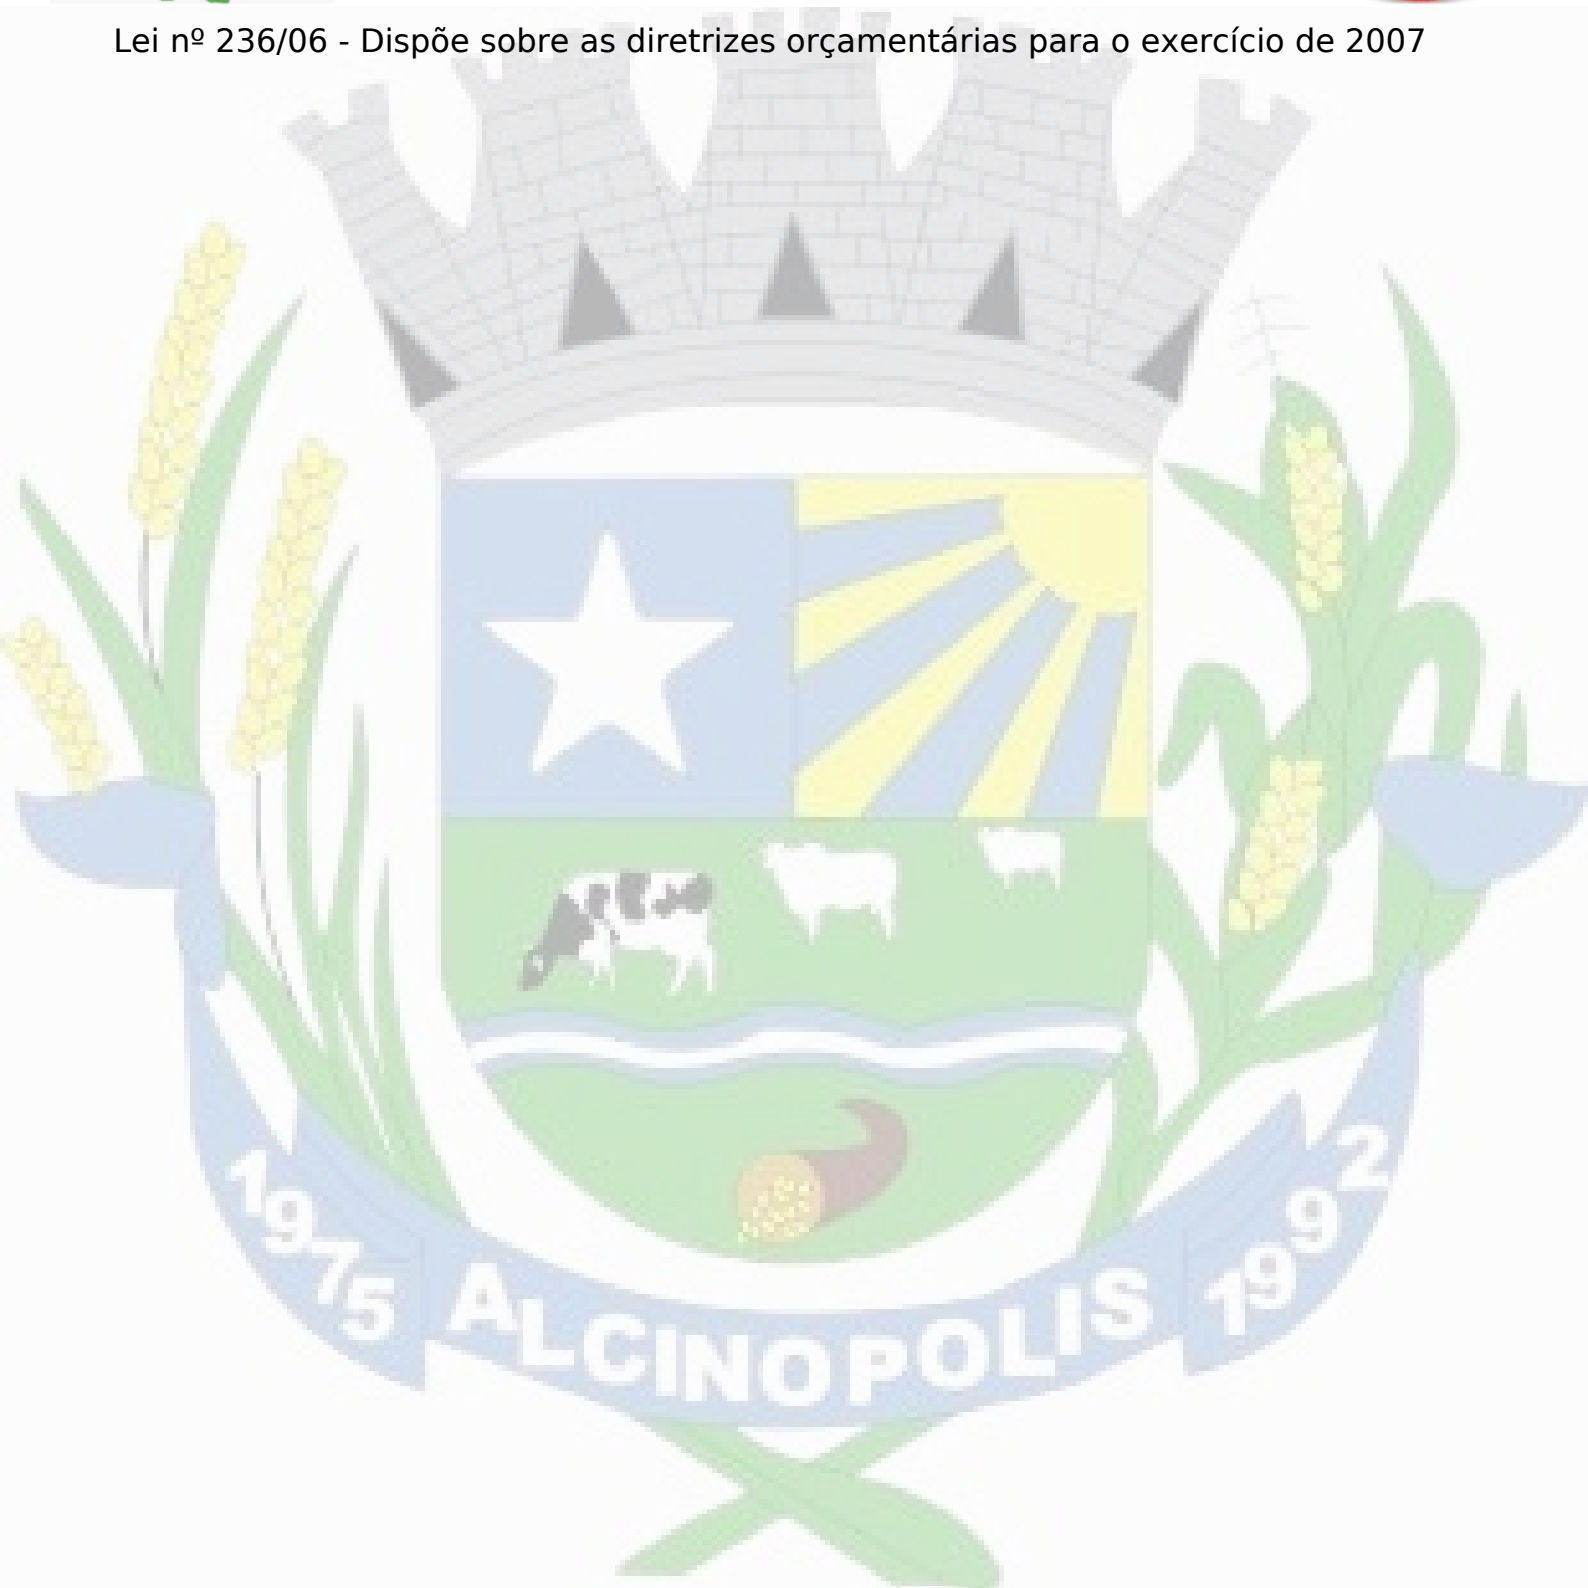 Lei nº 236/06 - Dispõe sobre as diretrizes orçamentárias para o exercício de 2007
1975 ALCINOPOLIS 1992